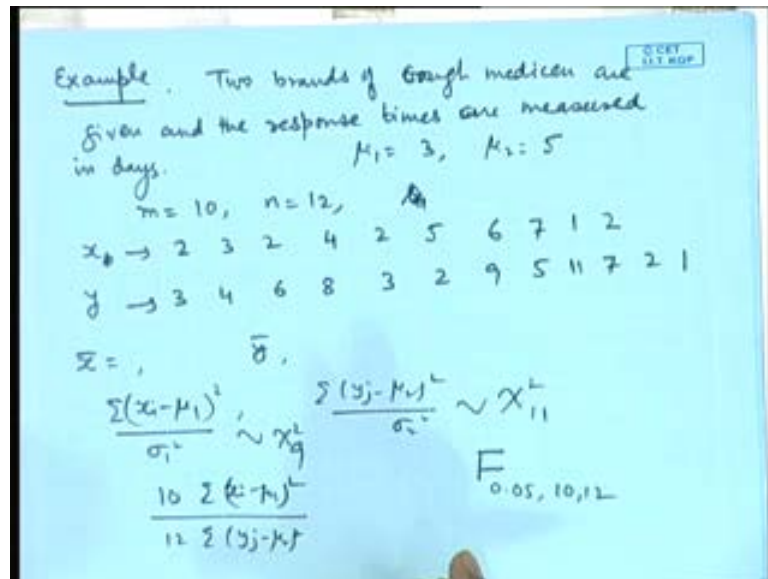 Example. Two brands of cough medicen are
given and the response times are measured
in days. μ₁ = 3, μ₂ = 5
m = 10, n = 12,
x → 2 3 2 4 2 5 6 7 1 2
y → 3 4 6 8 3 2 9 5 11 7 2 1
x̄ = , ȳ ,
Σ(xᵢ-μ₁)²/σ₁² ~ χ²₉ , Σ(yⱼ-μ₂)²/σ₂² ~ χ²₁₁
10 Σ(xᵢ-μ₁)² / 12 Σ(yⱼ-μ₂)² F₀.₀₅, ₁₀, ₁₂